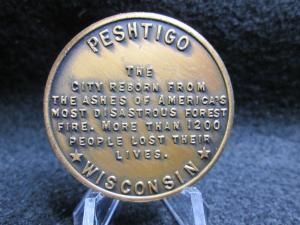 PESHTIGO
THE
CITY REBORN FROM
THE ASHES OF AMERICA'S
MOST DISASTROUS FOREST
FIRE. MORE THAN 1200
PEOPLE LOST THEIR
LIVES.
WISCONSIN